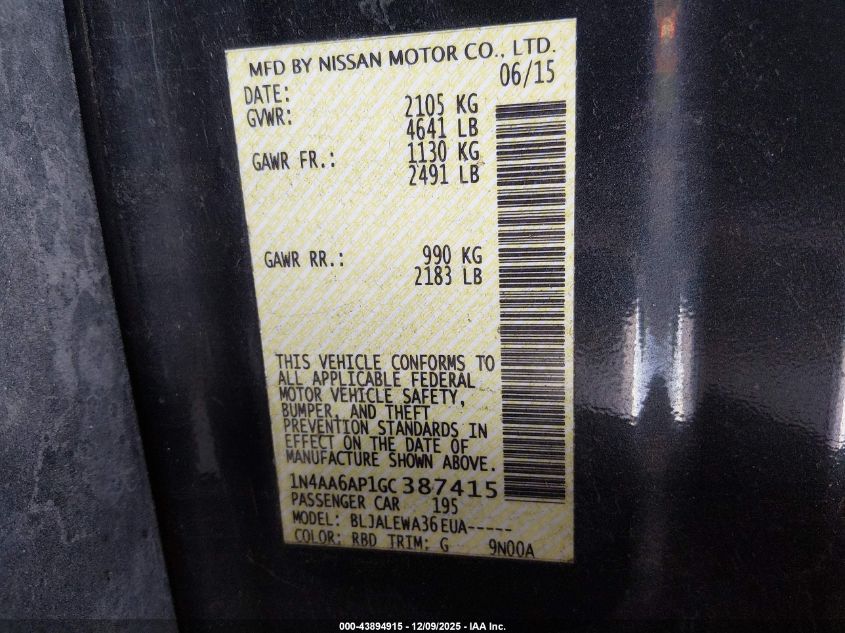 MFD BY NISSAN MOTOR CO., LTD.
DATE: 06/15
GVWR: 2105 KG
4641 LB
GAWR FR.: 1130 KG
2491 LB
GAWR RR.: 990 KG
2183 LB
THIS VEHICLE CONFORMS TO
ALL APPLICABLE FEDERAL
MOTOR VEHICLE SAFETY,
BUMPER, AND THEFT
PREVENTION STANDARDS IN
EFFECT ON THE DATE OF
MANUFACTURE SHOWN ABOVE.
1N4AA6AP1GC387415
PASSENGER CAR 195
MODEL: BLJALEWA36EUA-----
COLOR: RBD TRIM: G 9N00A
000-43894915 - 12/09/2025 - IAA Inc.